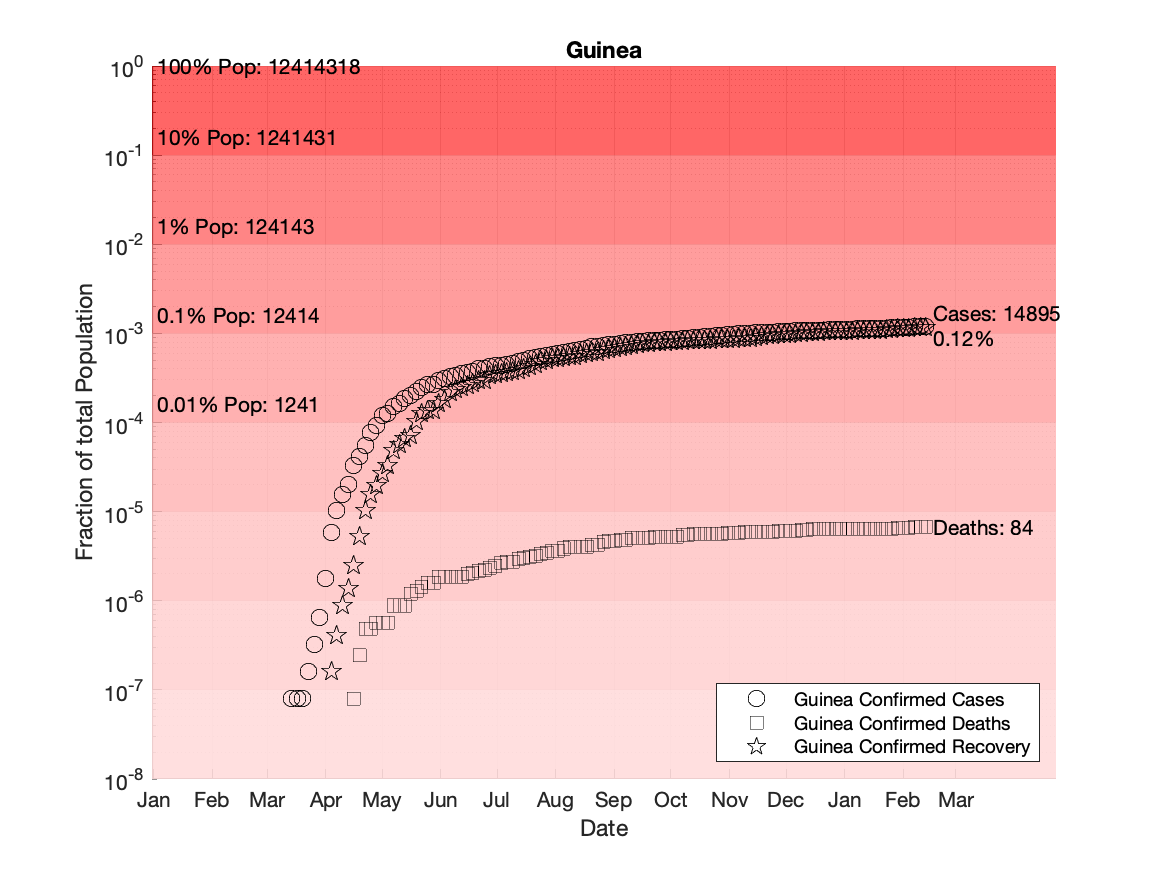 Guinea
10^0
10^-1
10^-2
10^-3
10^-4
10^-5
10^-6
10^-7
10^-8
Fraction of total Population
100% Pop: 12414318
10% Pop: 1241431
1% Pop: 124143
0.1% Pop: 12414
0.01% Pop: 1241
Cases: 14895
0.12%
Deaths: 84
Guinea Confirmed Cases
Guinea Confirmed Deaths
Guinea Confirmed Recovery
Jan Feb Mar Apr May Jun Jul Aug Sep Oct Nov Dec Jan Feb Mar
Date